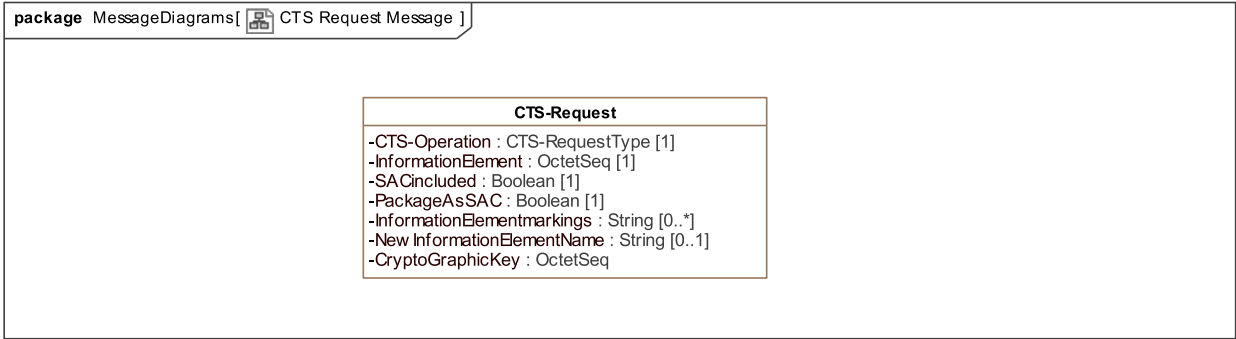 package MessageDiagrams[ CTS Request Message ]
CTS-Request
-CTS-Operation : CTS-RequestType [1]
-InformationElement : OctetSeq [1]
-SACincluded : Boolean [1]
-PackageAsSAC : Boolean [1]
-InformationElementmarkings : String [0..*]
-New InformationElementName : String [0..1]
-CryptoGraphicKey : OctetSeq